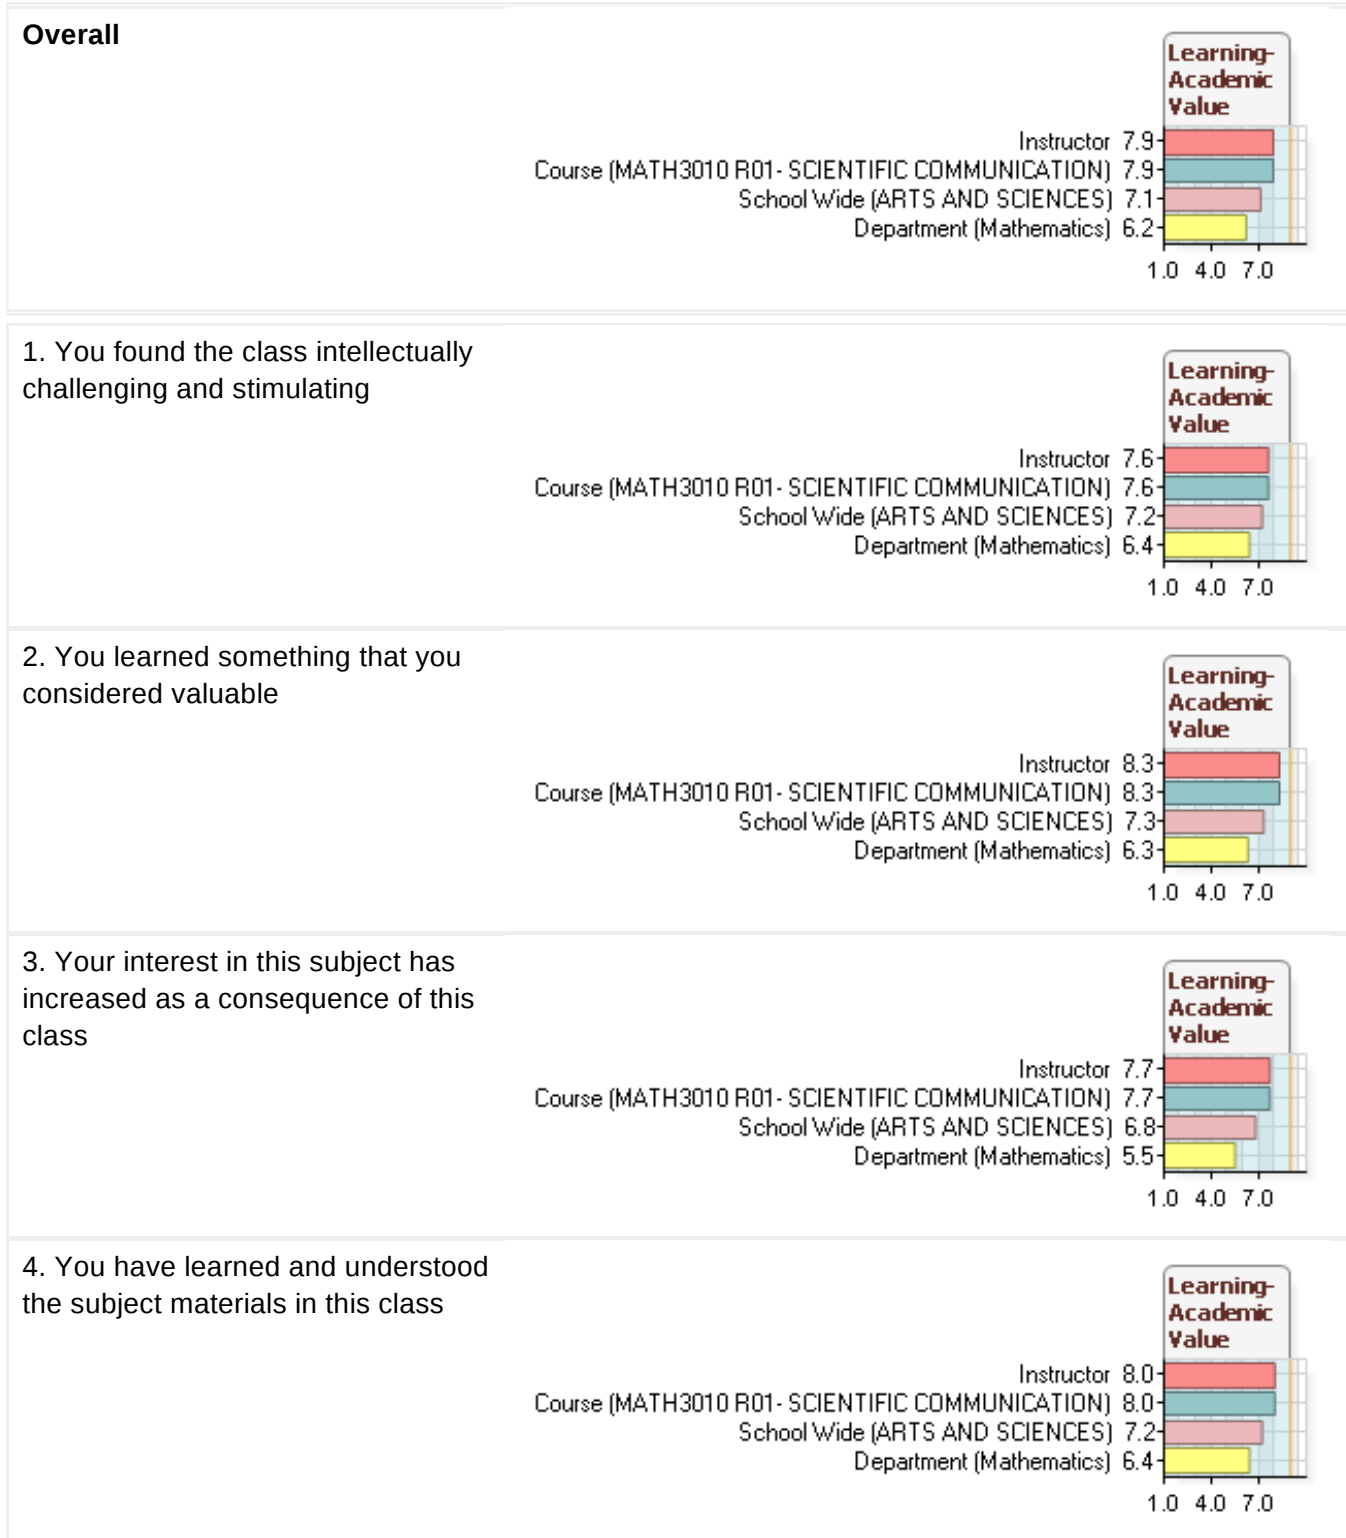 Overall
Learning-
Academic
Value
Instructor 7.9
Course (MATH3010 R01- SCIENTIFIC COMMUNICATION) 7.9
School Wide (ARTS AND SCIENCES) 7.1
Department (Mathematics) 6.2
1.0 4.0 7.0
1. You found the class intellectually
challenging and stimulating
Learning-
Academic
Value
Instructor 7.6
Course (MATH3010 R01- SCIENTIFIC COMMUNICATION) 7.6
School Wide (ARTS AND SCIENCES) 7.2
Department (Mathematics) 6.4
1.0 4.0 7.0
2. You learned something that you
considered valuable
Learning-
Academic
Value
Instructor 8.3
Course (MATH3010 R01- SCIENTIFIC COMMUNICATION) 8.3
School Wide (ARTS AND SCIENCES) 7.3
Department (Mathematics) 6.3
1.0 4.0 7.0
3. Your interest in this subject has
increased as a consequence of this
class
Learning-
Academic
Value
Instructor 7.7
Course (MATH3010 R01- SCIENTIFIC COMMUNICATION) 7.7
School Wide (ARTS AND SCIENCES) 6.8
Department (Mathematics) 5.5
1.0 4.0 7.0
4. You have learned and understood
the subject materials in this class
Learning-
Academic
Value
Instructor 8.0
Course (MATH3010 R01- SCIENTIFIC COMMUNICATION) 8.0
School Wide (ARTS AND SCIENCES) 7.2
Department (Mathematics) 6.4
1.0 4.0 7.0